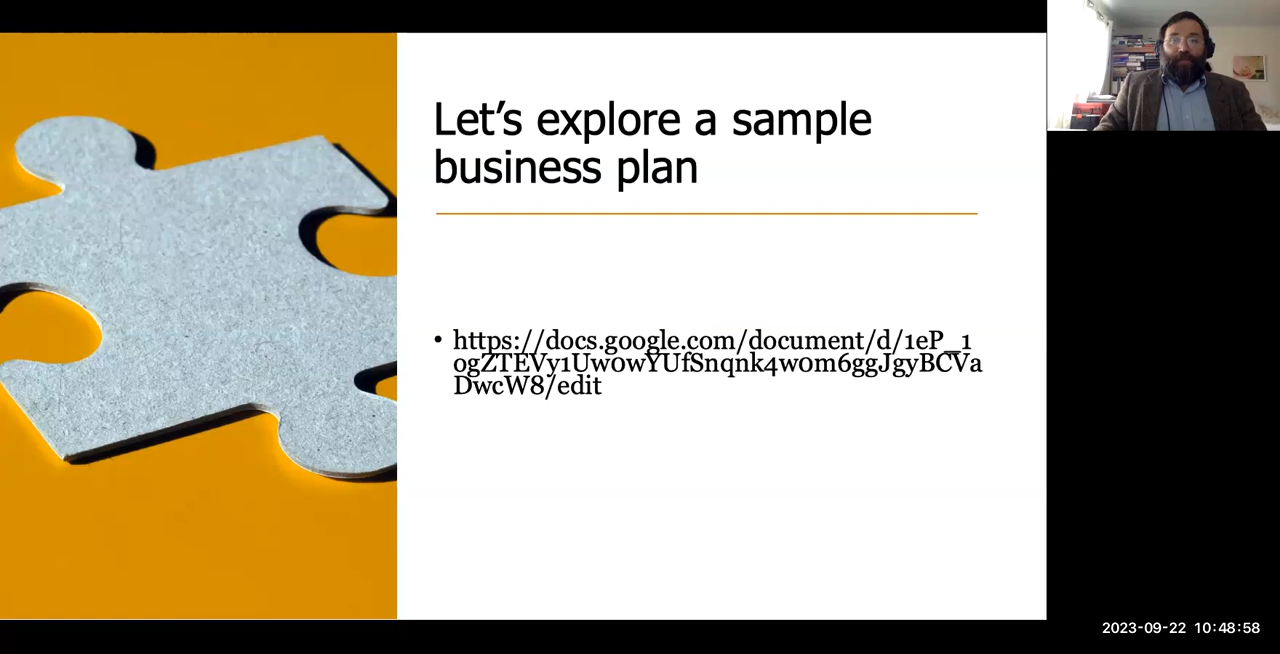 Let’s explore a sample
business plan
• https://docs.google.com/document/d/1eP_1
ogZTEVy1Uw0wYUfSnqnk4w0m6ggJgyBCVa
DwcW8/edit
2023-09-22 10:48:58